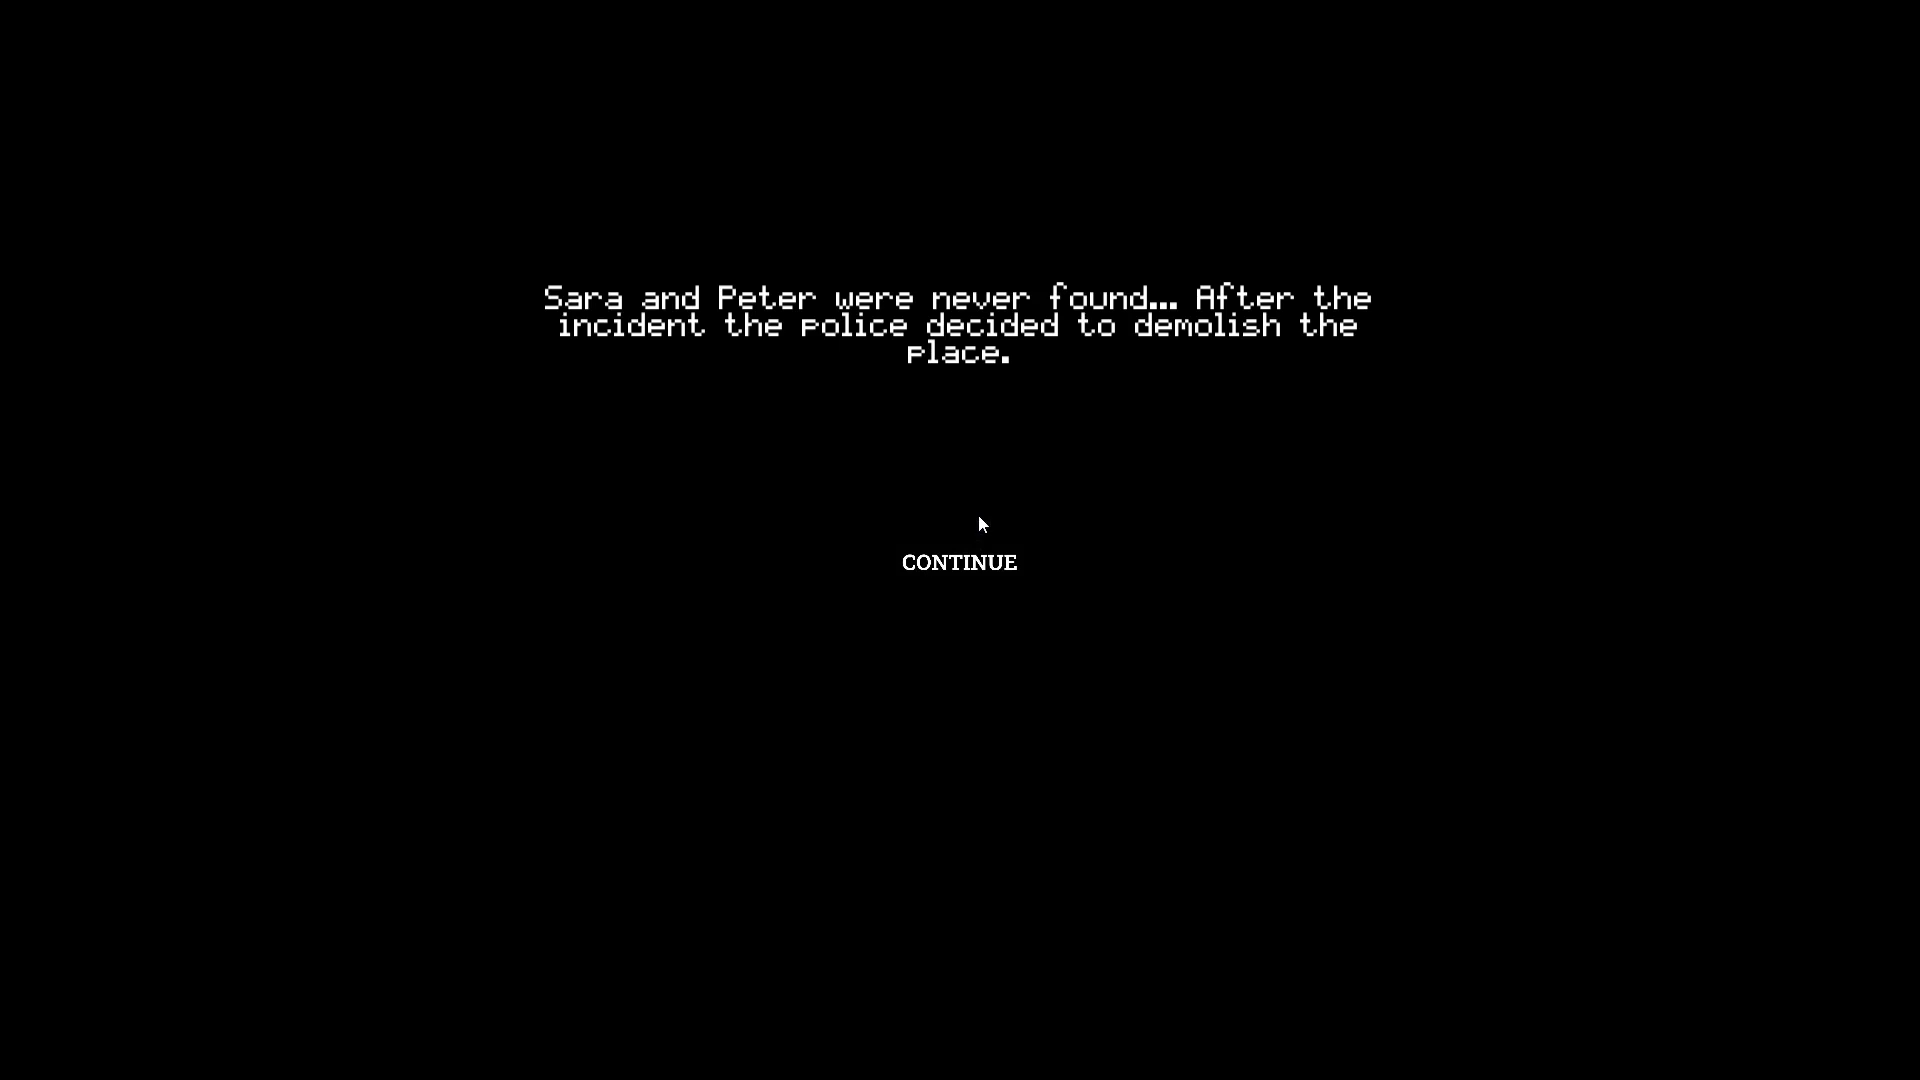 Sara and Peter were never found... After the
incident the police decided to demolish the
place.
CONTINUE